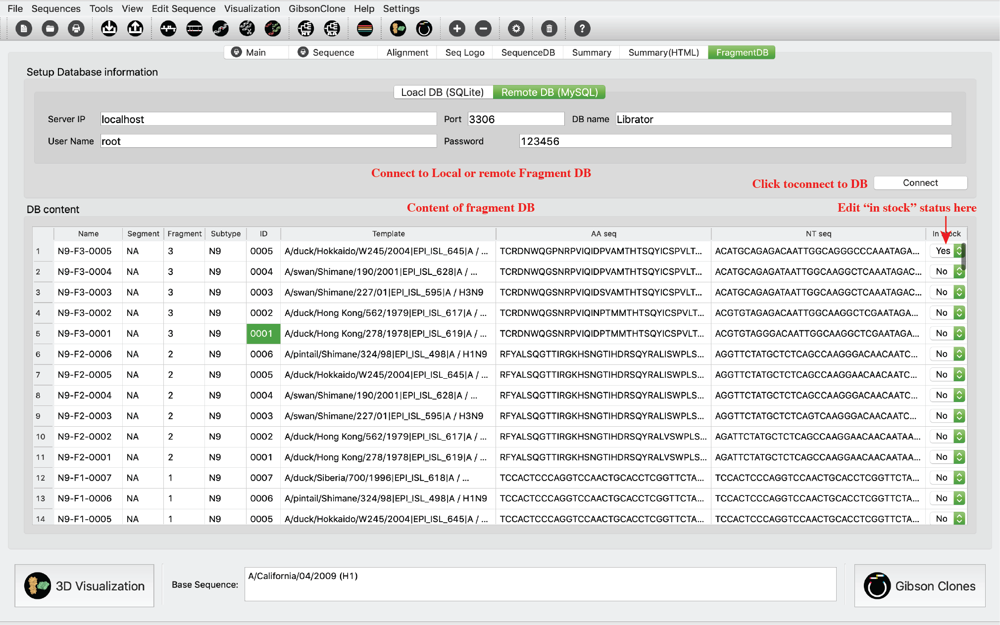 File Sequences Tools View Edit Sequence Visualization GibsonClone Help Settings
NT AA
Main Sequence Alignment Seq Logo SequenceDB Summary Summary(HTML) FragmentDB
Setup Database information
Loacl DB (SQLite) Remote DB (MySQL)
Server IP localhost Port 3306 DB name Librator
User Name root Password 123456
Connect to Local or remote Fragment DB
Click toconnect to DB Connect
DB content Content of fragment DB Edit “in stock” status here
Name Segment Fragment Subtype ID Template AA seq NT seq
1 N9-F3-0005 NA 3 N9 0005 A/duck/Hokkaido/W245/2004|EPI_ISL_645|A / ... TCRDNWQGPNRPVIQIDPVAMTHTSQYICSPVLT... ACATGCAGAGACAATTGGCAGGGCCCAAATAGA... Yes
2 N9-F3-0004 NA 3 N9 0004 A/swan/Shimane/190/2001|EPI_ISL_628|A / ... TCRDNWQGSNRPVIQIDPVAMTHTSQYICSPVLT... ACATGCAGAGATAATTGGCAAGGCTCAAATAGAC... No
3 N9-F3-0003 NA 3 N9 0003 A/swan/Shimane/227/01|EPI_ISL_595|A / H3N9 TCRDNWQGSNRPVIQIDSVAMTHTSQYICSPVLT... ACATGCAGAGATAATTGGCAAGGCTCAAATAGAC... No
4 N9-F3-0002 NA 3 N9 0002 A/duck/Hong Kong/562/1979|EPI_ISL_617|A / ... TCRDNWQGSNRPVIQINPTMMTHTSQYICSPVLT... ACGTGTAGAGACAATTGGCAAGGCTCGAATAGA... No
5 N9-F3-0001 NA 3 N9 0001 A/duck/Hong Kong/278/1978|EPI_ISL_619|A / ... TCRDNWQGSNRPVIQIDPTMMTHTSQYICSPVLT... ACGTGTAGGGACAATTGGCAAGGCTCGAATAGA... No
6 N9-F2-0006 NA 2 N9 0006 A/pintail/Shimane/324/98|EPI_ISL_498|A / H1N9 RFYALSQGTTIRGKHSNGTIHDRSQYRALISWPLS... AGGTTCTATGCTCTCAGCCAAGGGACAACAATC... No
7 N9-F2-0005 NA 2 N9 0005 A/duck/Hokkaido/W245/2004|EPI_ISL_645|A / ... RFYALSQGTTIRGKHSNGTIHDRSQYRALISWPLS... AGGTTCTATGCTCTCAGCCAAGGAACAACAATC... No
8 N9-F2-0004 NA 2 N9 0004 A/swan/Shimane/190/2001|EPI_ISL_628|A / ... RFYALSQGTTIRGKHSNGTIHDRSQYRALISWPLS... AGGTTCTATGCTCTCAGCCAAGGGACAACAATC... No
9 N9-F2-0003 NA 2 N9 0003 A/swan/Shimane/227/01|EPI_ISL_595|A / H3N9 RFYALSQGTTIRGKHSNGTIHDRSQYRALISWPLS... AGGTTCTATGCTCTCAGTCAAGGGACAACAATC... No
10 N9-F2-0002 NA 2 N9 0002 A/duck/Hong Kong/562/1979|EPI_ISL_617|A / ... RFYALSQGTTIRGKHSNGTIHDRSQYRALVSWPLS... AGATTCTATGCTCTCAGCCAAGGAACAACAATAA... No
11 N9-F2-0001 NA 2 N9 0001 A/duck/Hong Kong/278/1978|EPI_ISL_619|A / ... RFYALSQGTTIRGKHSNGTIHDRSQYRALVSWPLS... AGATTCTATGCTCTCAGCCAAGGAACAACAATAA... No
12 N9-F1-0007 NA 1 N9 0007 A/duck/Siberia/700/1996|EPI_ISL_618|A / ... TCCACTCCCAGGTCCAACTGCACCTCGGTTCTA... TCCACTCCCAGGTCCAACTGCACCTCGGTTCTA... No
13 N9-F1-0006 NA 1 N9 0006 A/pintail/Shimane/324/98|EPI_ISL_498|A / H1N9 TCCACTCCCAGGTCCAACTGCACCTCGGTTCTA... TCCACTCCCAGGTCCAACTGCACCTCGGTTCTA... No
14 N9-F1-0005 NA 1 N9 0005 A/duck/Hokkaido/W245/2004|EPI_ISL_645|A / ... TCCACTCCCAGGTCCAACTGCACCTCGGTTCTA... TCCACTCCCAGGTCCAACTGCACCTCGGTTCTA... No
3D Visualization Base Sequence: A/California/04/2009 (H1) Gibson Clones